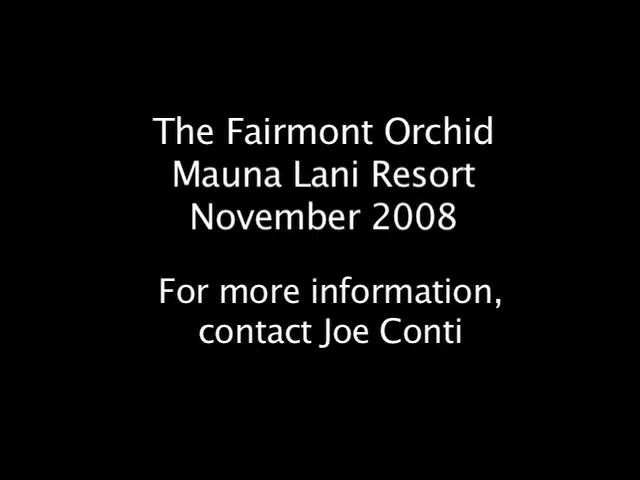 The Fairmont Orchid
Mauna Lani Resort
November 2008
For more information,
contact Joe Conti